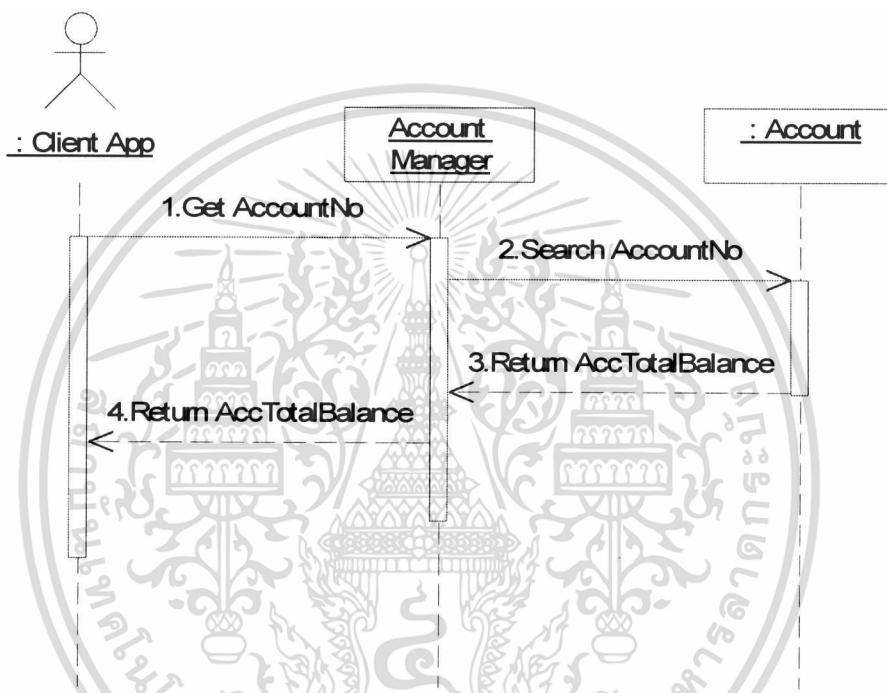 : Client App
Account
Manager
: Account
1.Get AccountNo
2.Search AccountNo
3.Return AccTotalBalance
4.Return AccTotalBalance